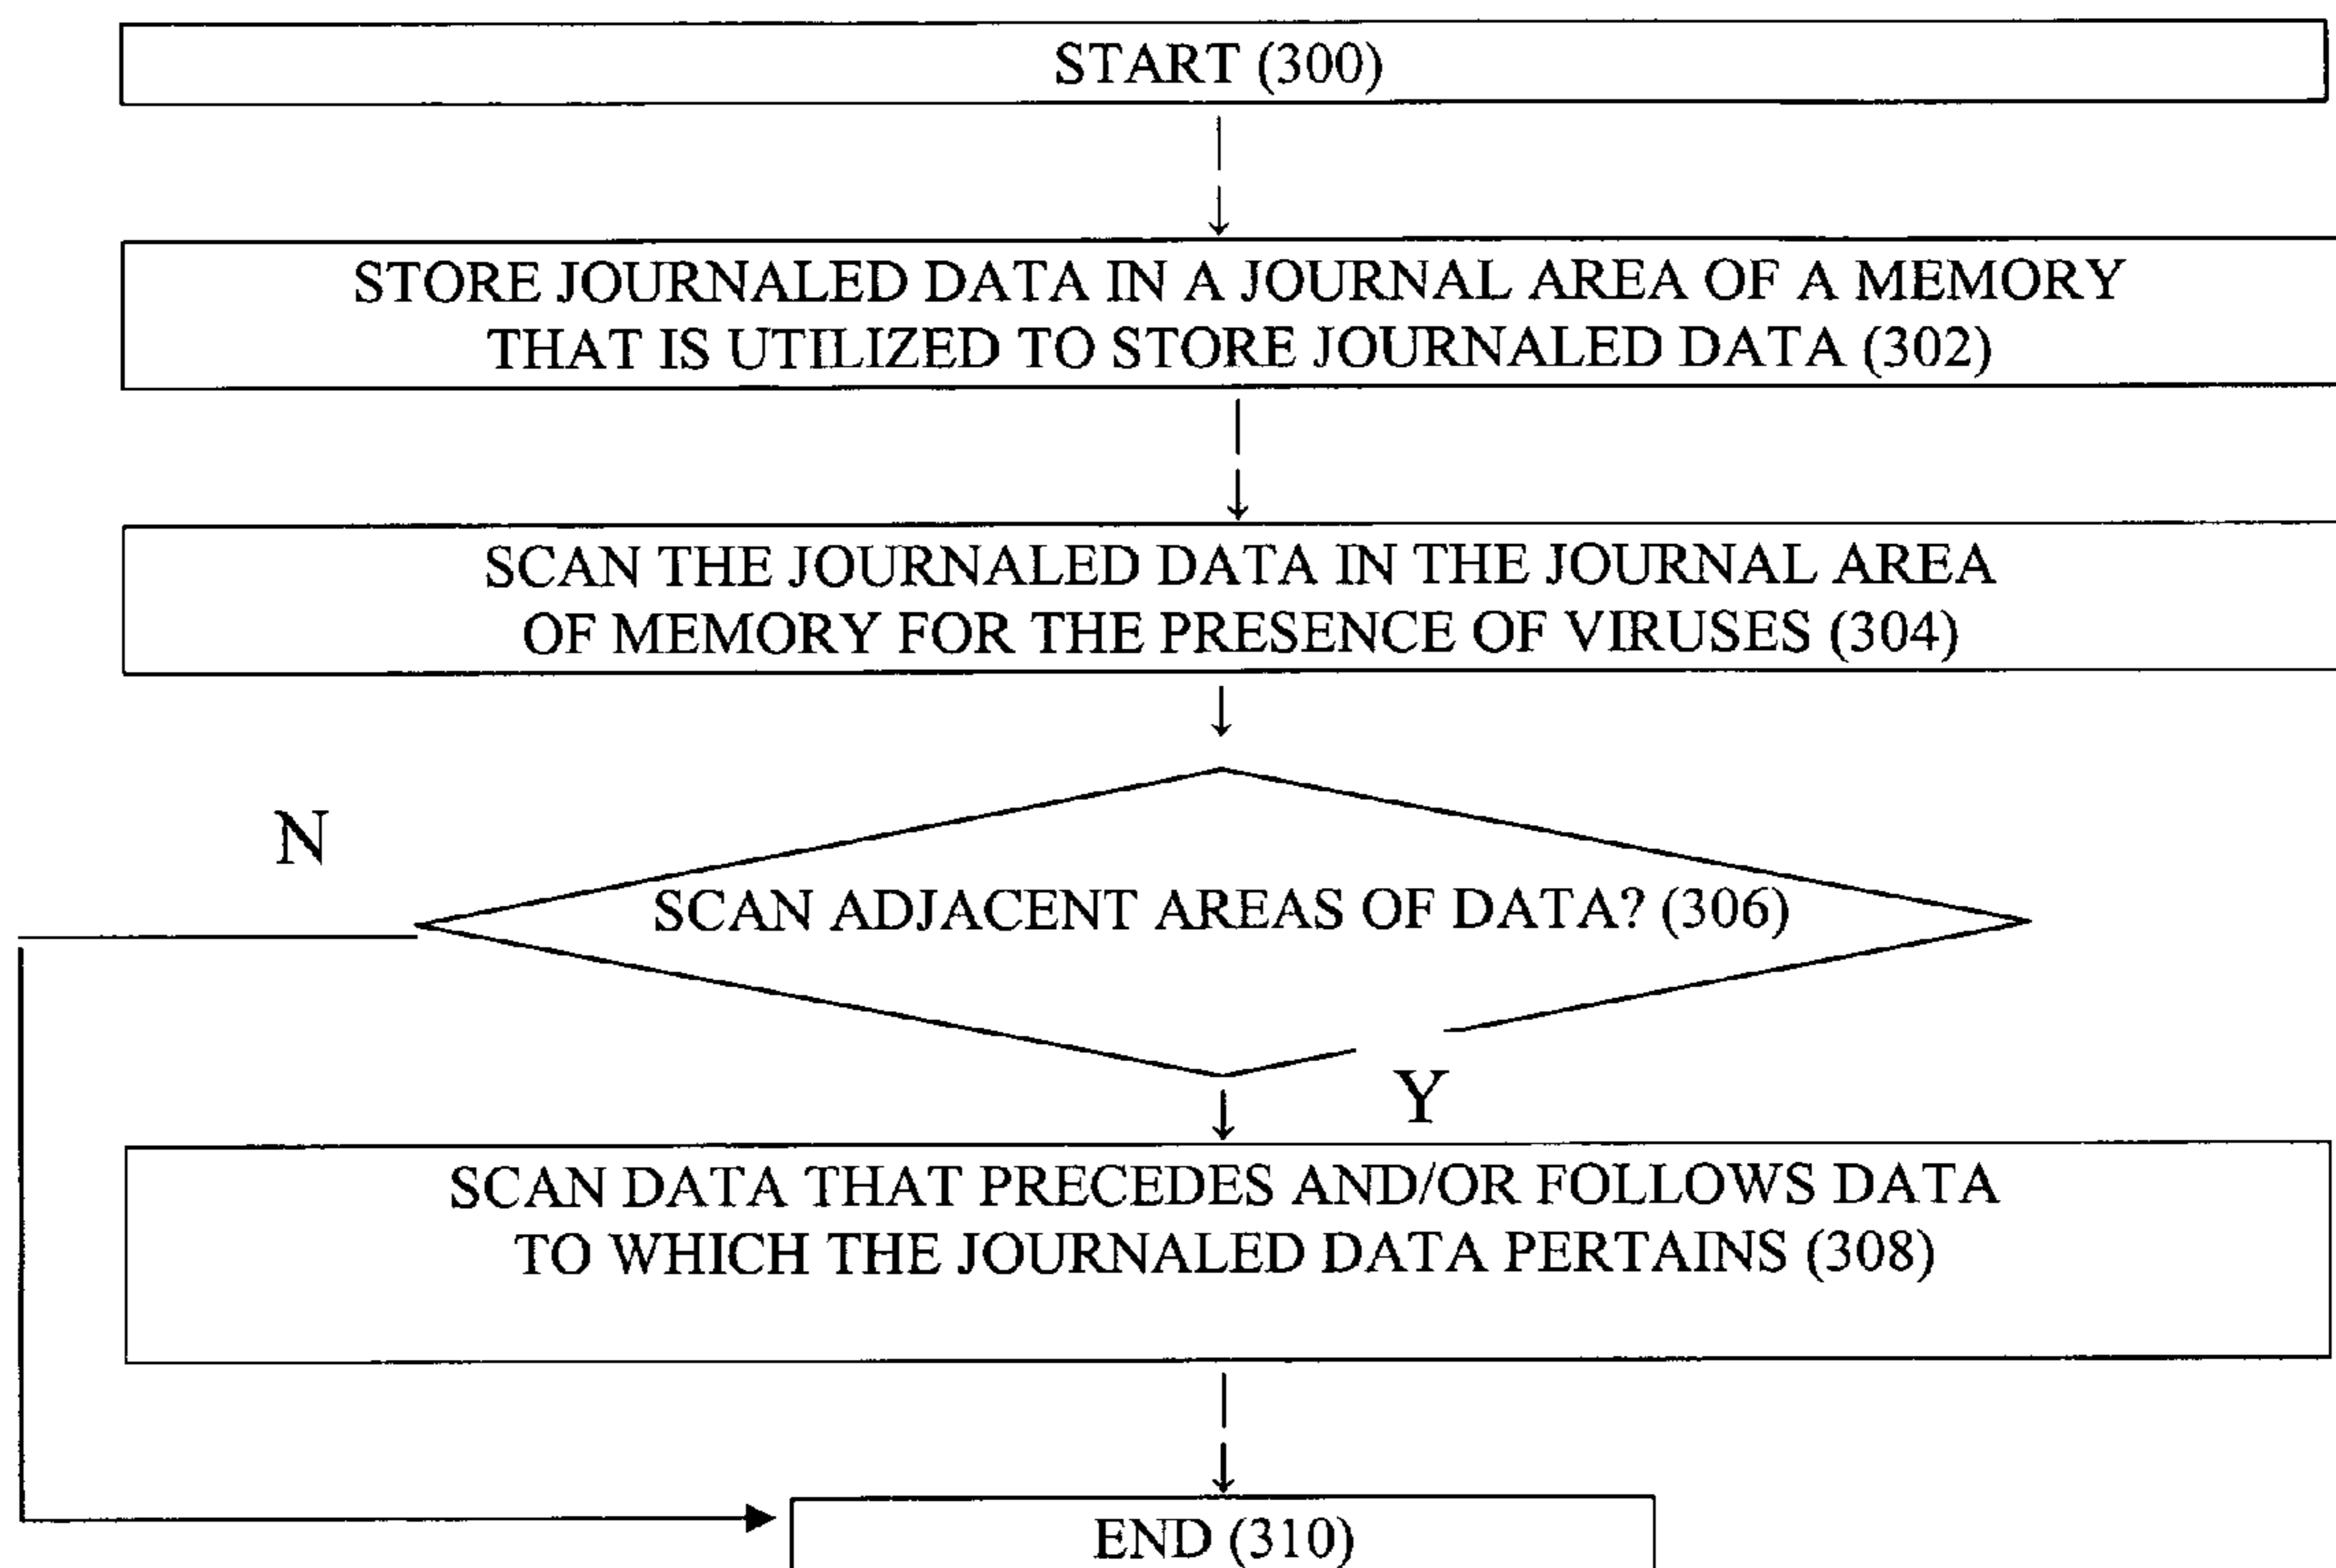 START (300)
STORE JOURNALED DATA IN A JOURNAL AREA OF A MEMORY
THAT IS UTILIZED TO STORE JOURNALED DATA (302)
SCAN THE JOURNALED DATA IN THE JOURNAL AREA
OF MEMORY FOR THE PRESENCE OF VIRUSES (304)
N
SCAN ADJACENT AREAS OF DATA? (306)
Y
SCAN DATA THAT PRECEDES AND/OR FOLLOWS DATA
TO WHICH THE JOURNALED DATA PERTAINS (308)
END (310)